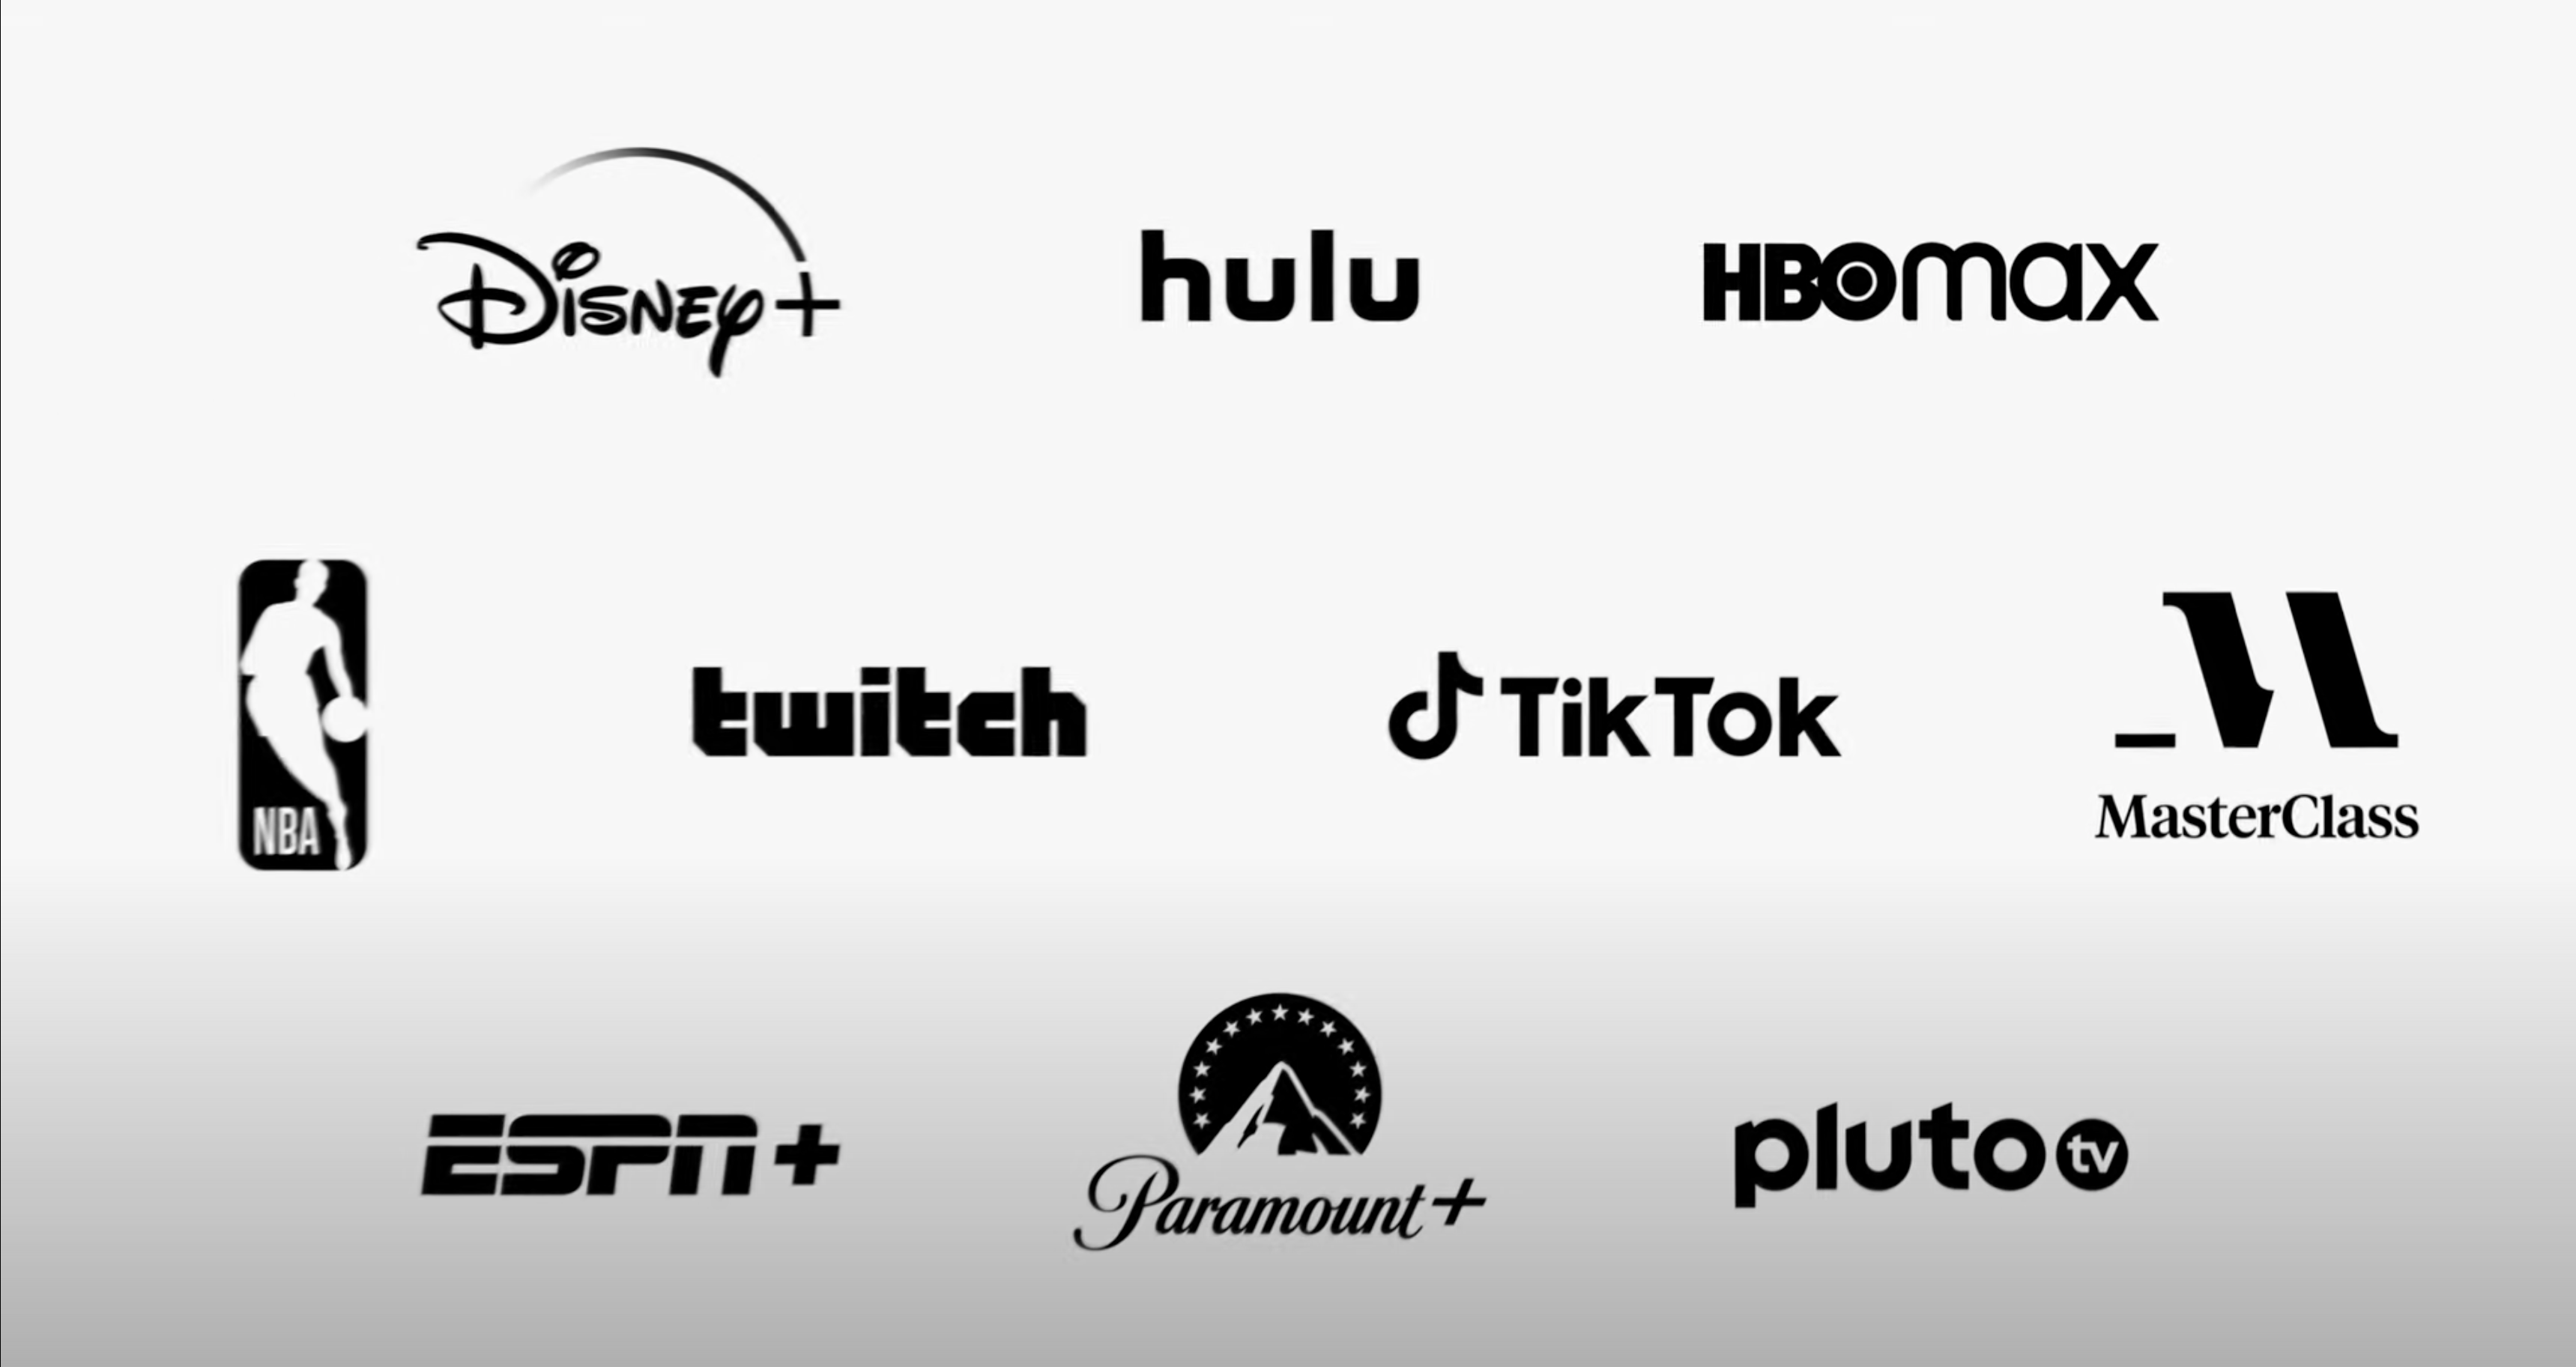 Disney+
hulu
HBOmax
NBA
twitch
TikTok
MasterClass
ESPN+
Paramount+
pluto tv